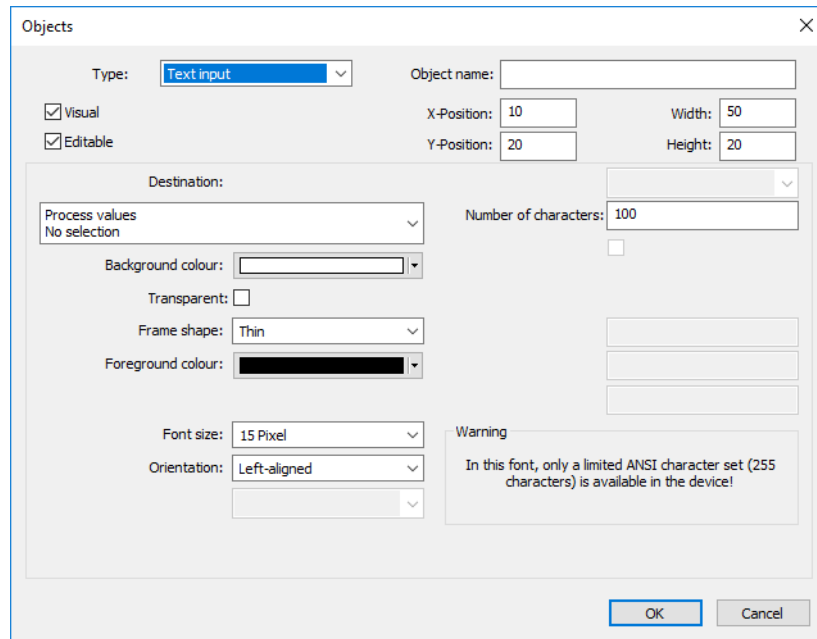 Objects
Type: Text input Object name:
Visual X-Position: 10 Width: 50
Editable Y-Position: 20 Height: 20
Destination:
Process values
No selection
Number of characters: 100
Background colour:
Transparent:
Frame shape: Thin
Foreground colour:
Font size: 15 Pixel
Orientation: Left-aligned
Warning
In this font, only a limited ANSI character set (255
characters) is available in the device!
OK Cancel